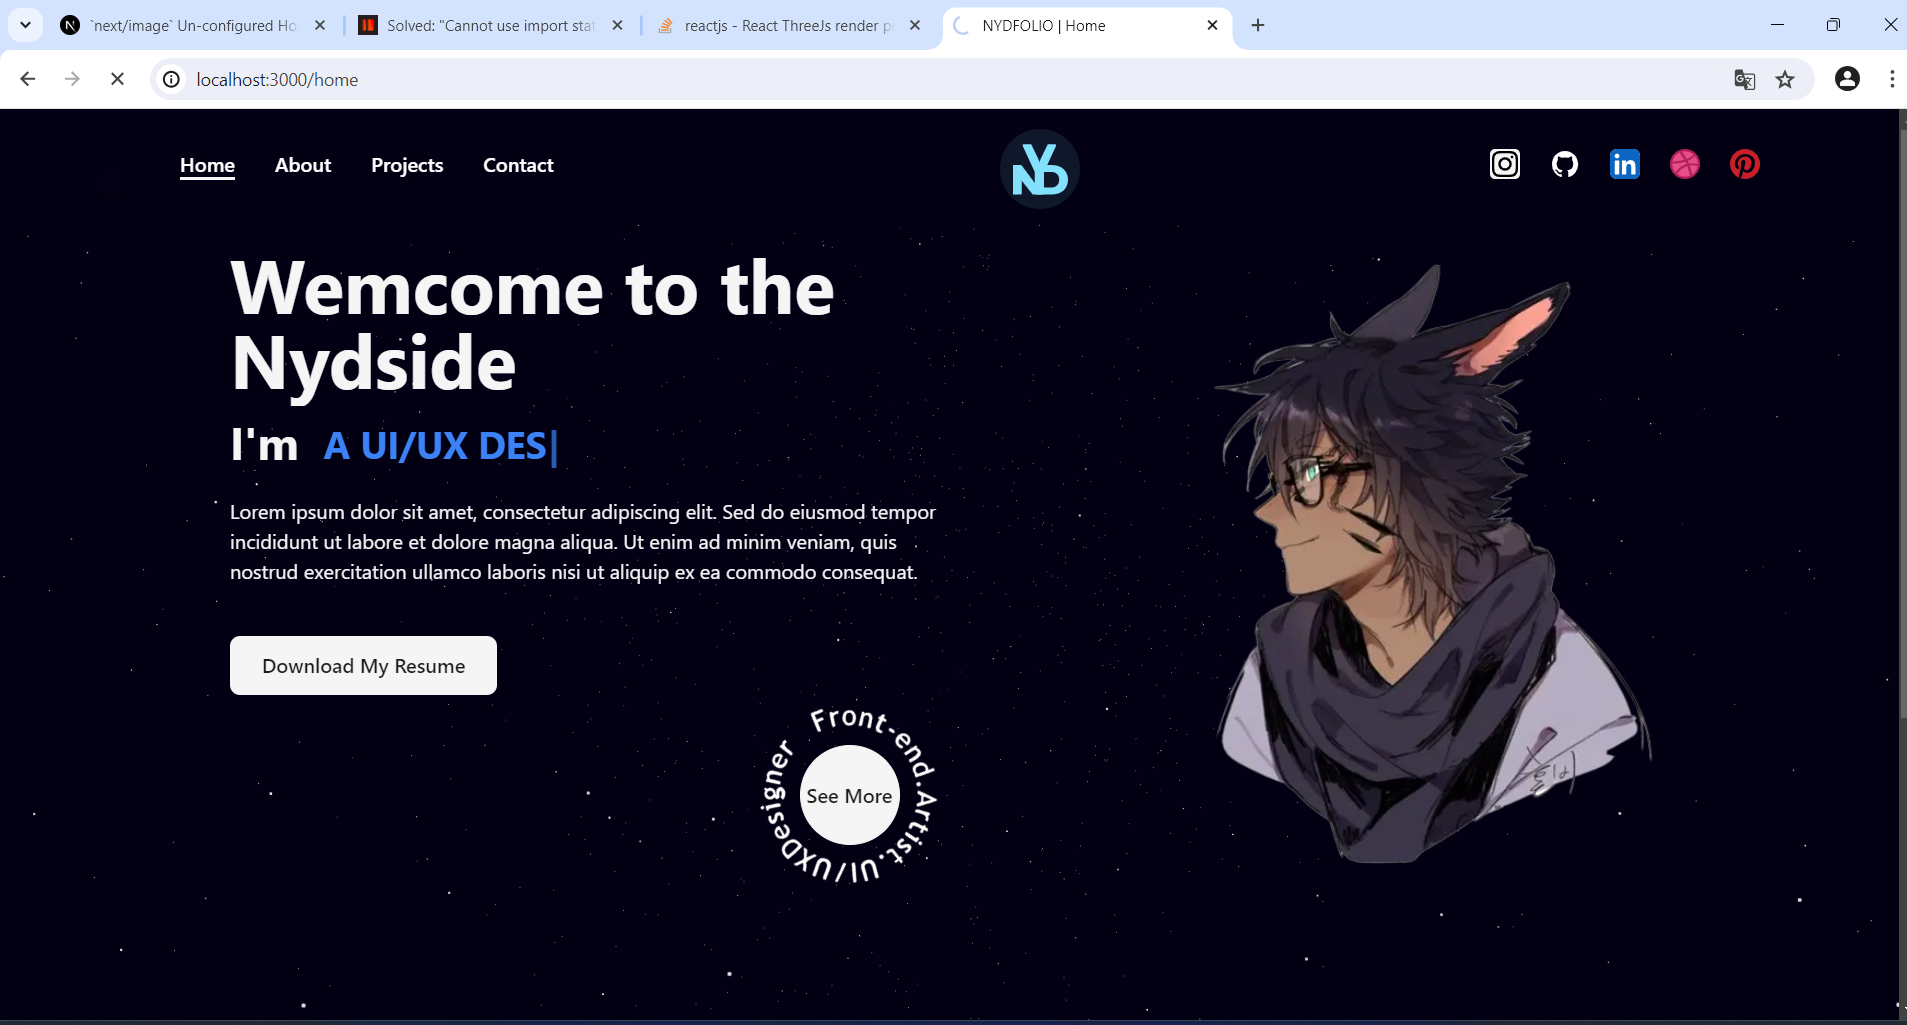 `next/image` Un-configured Ho
Solved: "Cannot use import stat
reactjs - React ThreeJs render p
NYDFOLIO | Home
localhost:3000/home
Home
About
Projects
Contact
NYD
in
Wemcome to the
Nydside
I'm A UI/UX DES|
Lorem ipsum dolor sit amet, consectetur adipiscing elit. Sed do eiusmod tempor
incididunt ut labore et dolore magna aliqua. Ut enim ad minim veniam, quis
nostrud exercitation ullamco laboris nisi ut aliquip ex ea commodo consequat.
Download My Resume
Front-end.Artist.UI/UXDesigner
See More